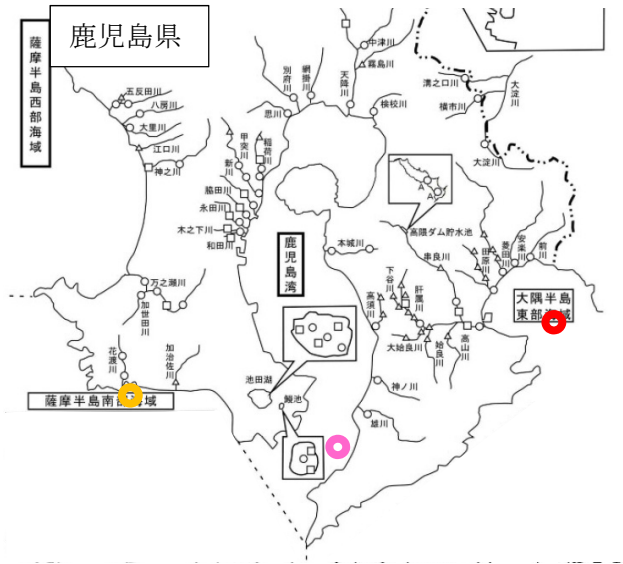 鹿児島県
薩摩半島西部海域
五反田川
八房川
大里川
江口川
神之川
甲突川
新川
稲荷川
脇田川
永田川
木之下川
和田川
別府川
網掛川
思川
天降川
中津川
霧島川
検校川
溝之口川
横市川
大淀川
大淀川
鹿児島湾
本城川
A
A
高隈ダム貯水池
串良川
田原川
菱田川
安楽川
前川
下谷川
肝属川
高須川
大姶良川
姶良川
高山川
大隅半島
東部海域
万之瀬川
加世田川
花渡川
加治佐川
薩摩半島南部海域
池田湖
鰻池
神ノ川
雄川